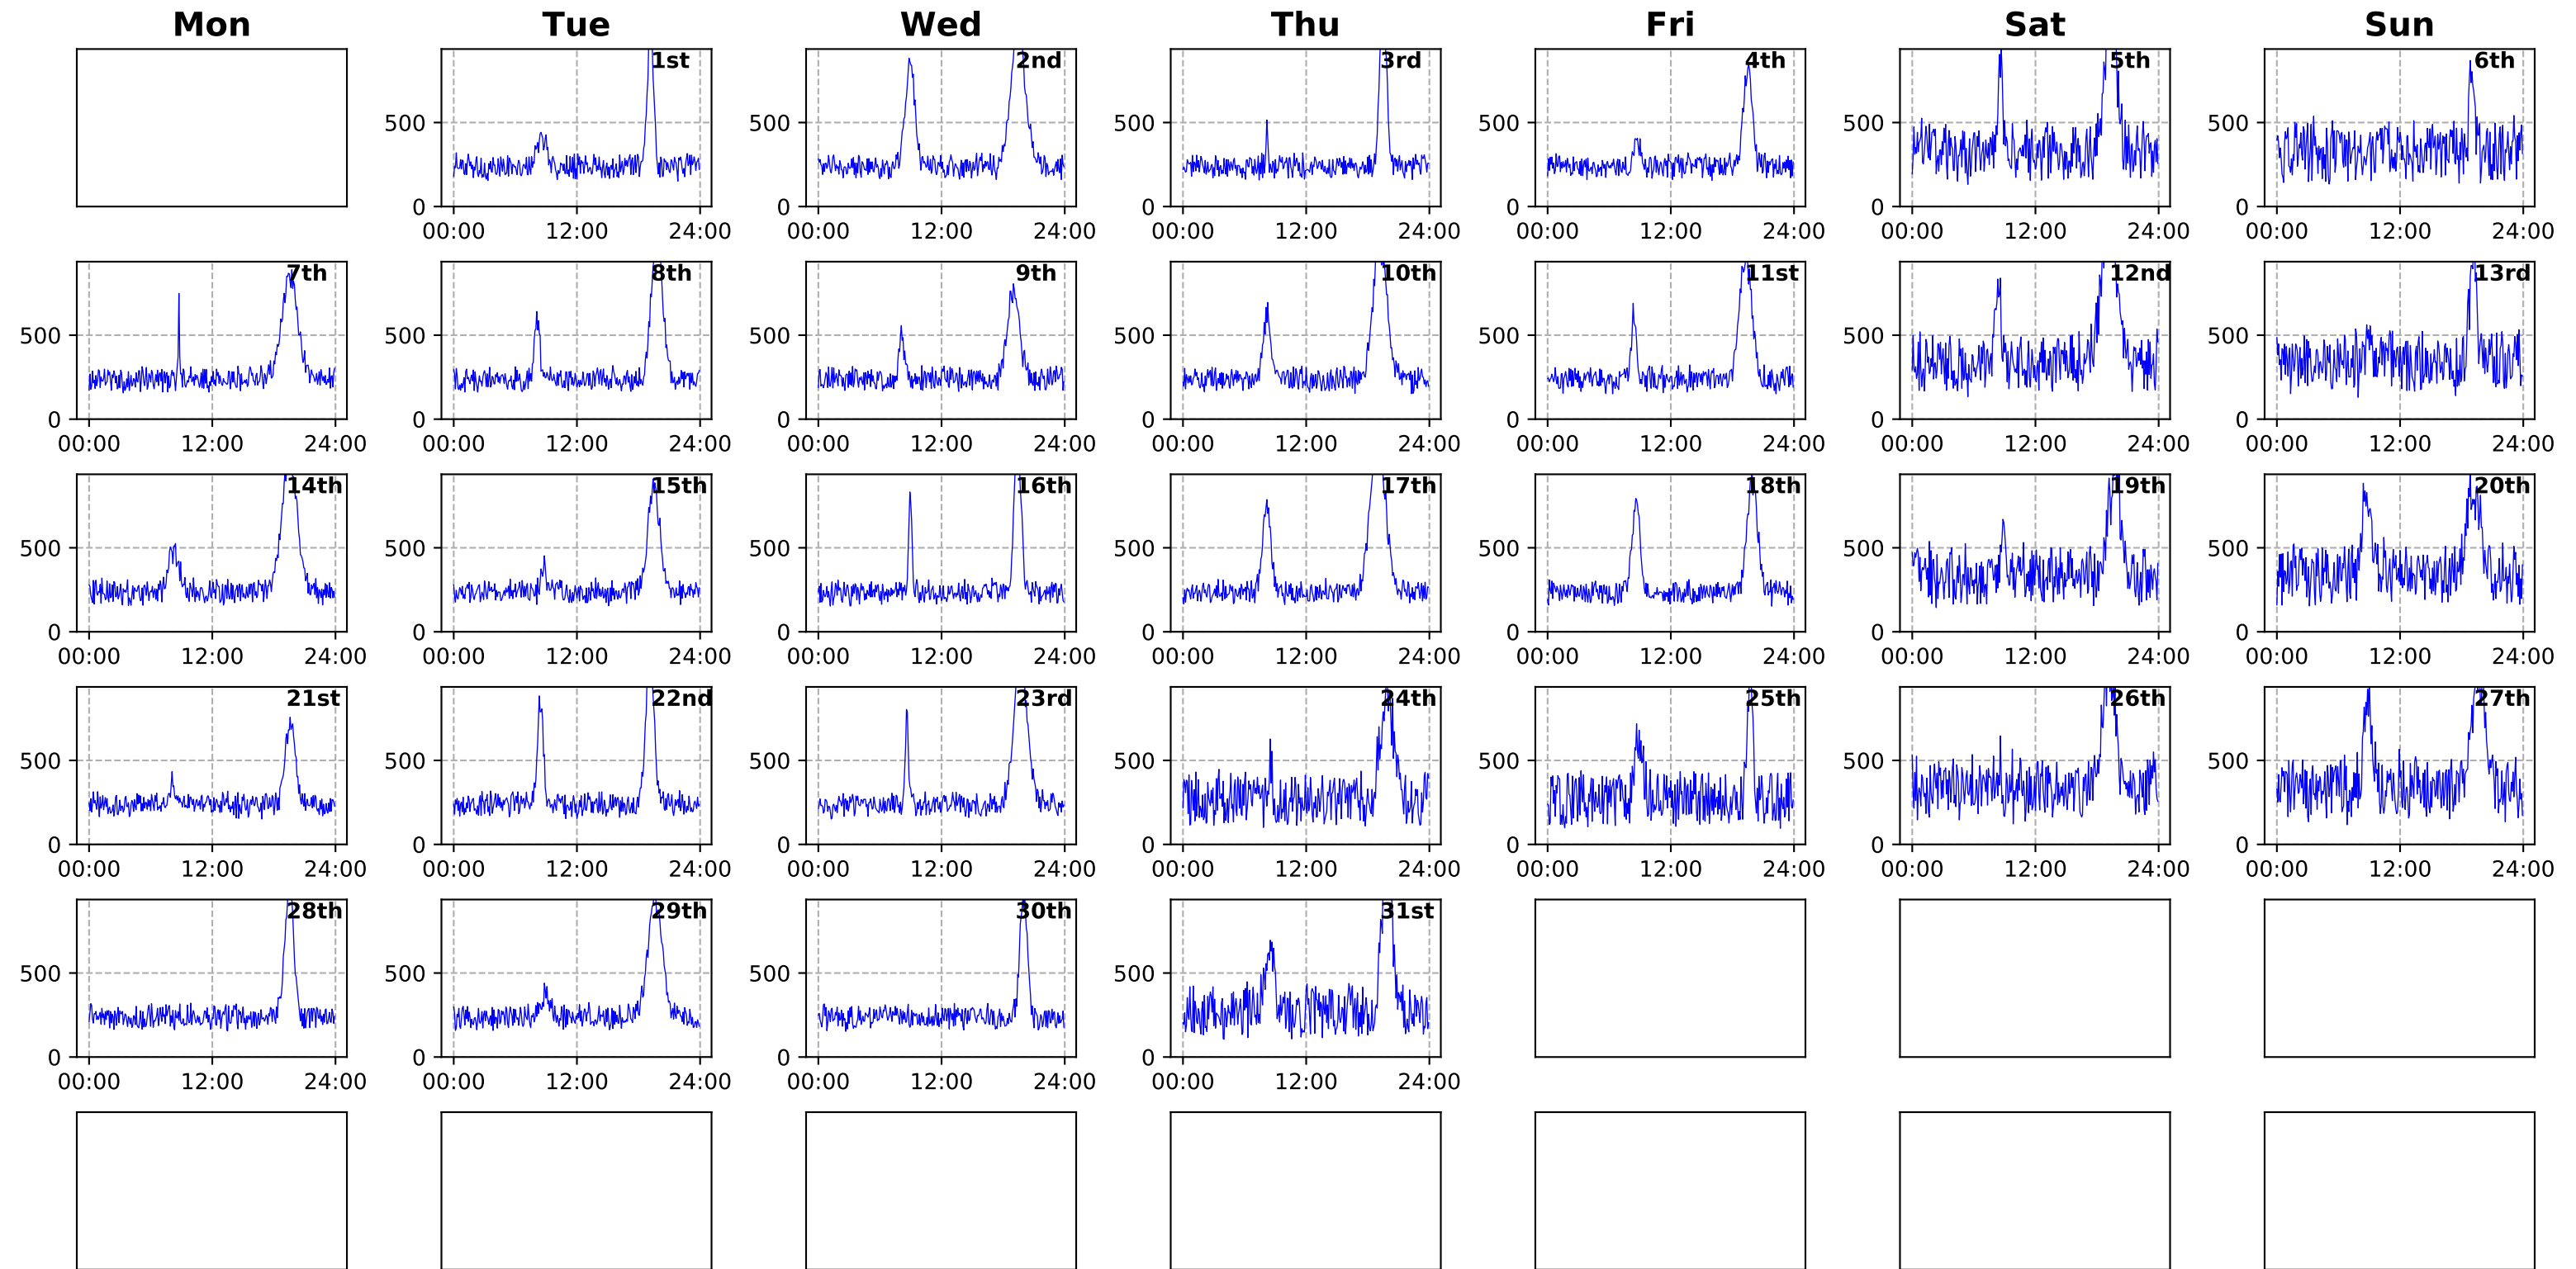 Mon Tue Wed Thu Fri Sat Sun
1st 2nd 3rd 4th 5th 6th
500 500 500 500 500 500
0 0 0 0 0 0
00:00 12:00 24:00 00:00 12:00 24:00 00:00 12:00 24:00 00:00 12:00 24:00 00:00 12:00 24:00 00:00 12:00 24:00
7th 8th 9th 10th 11st 12nd 13rd
500 500 500 500 500 500 500
0 0 0 0 0 0 0
00:00 12:00 24:00 00:00 12:00 24:00 00:00 12:00 24:00 00:00 12:00 24:00 00:00 12:00 24:00 00:00 12:00 24:00 00:00 12:00 24:00
14th 15th 16th 17th 18th 19th 20th
500 500 500 500 500 500 500
0 0 0 0 0 0 0
00:00 12:00 24:00 00:00 12:00 24:00 00:00 12:00 24:00 00:00 12:00 24:00 00:00 12:00 24:00 00:00 12:00 24:00 00:00 12:00 24:00
21st 22nd 23rd 24th 25th 26th 27th
500 500 500 500 500 500 500
0 0 0 0 0 0 0
00:00 12:00 24:00 00:00 12:00 24:00 00:00 12:00 24:00 00:00 12:00 24:00 00:00 12:00 24:00 00:00 12:00 24:00 00:00 12:00 24:00
28th 29th 30th 31st
500 500 500 500
0 0 0 0
00:00 12:00 24:00 00:00 12:00 24:00 00:00 12:00 24:00 00:00 12:00 24:00